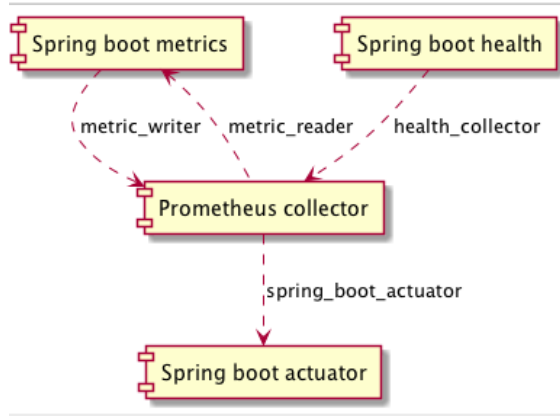 Spring boot metrics
Spring boot health
metric_writer
metric_reader
health_collector
Prometheus collector
spring_boot_actuator
Spring boot actuator